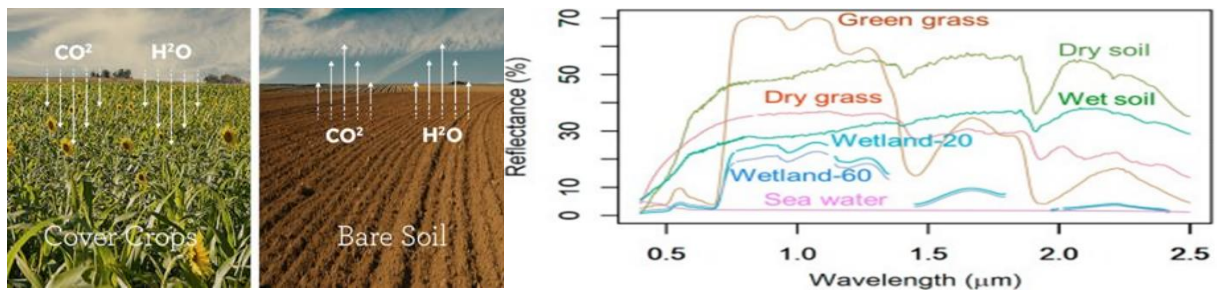 CO² H²O
Cover Crops
CO² H²O
Bare Soil
Reflectance (%)
70
50
30
10
0
Green grass
Dry soil
Dry grass
Wet soil
Wetland-20
Wetland-60
Sea water
0.5 1.0 1.5 2.0 2.5
Wavelength (μm)